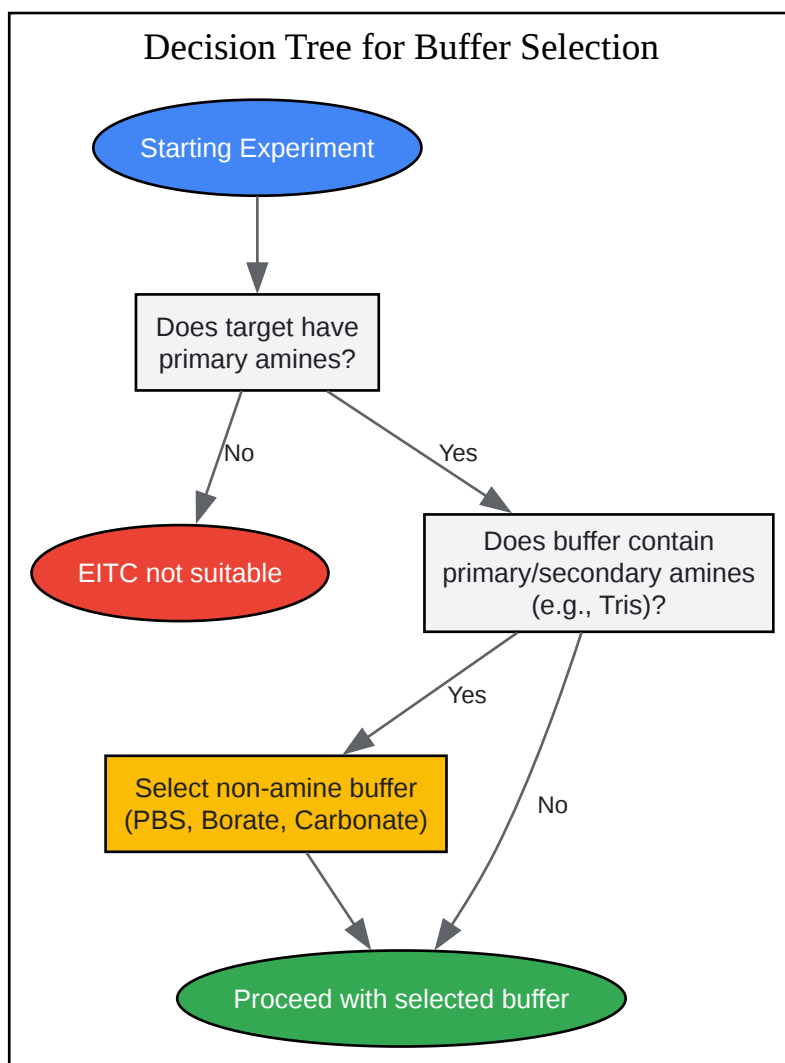 Decision Tree for Buffer Selection
Starting Experiment
Does target have
primary amines?
No
Yes
EITC not suitable
Does buffer contain
primary/secondary amines
(e.g., Tris)?
Yes
No
Select non-amine buffer
(PBS, Borate, Carbonate)
Proceed with selected buffer